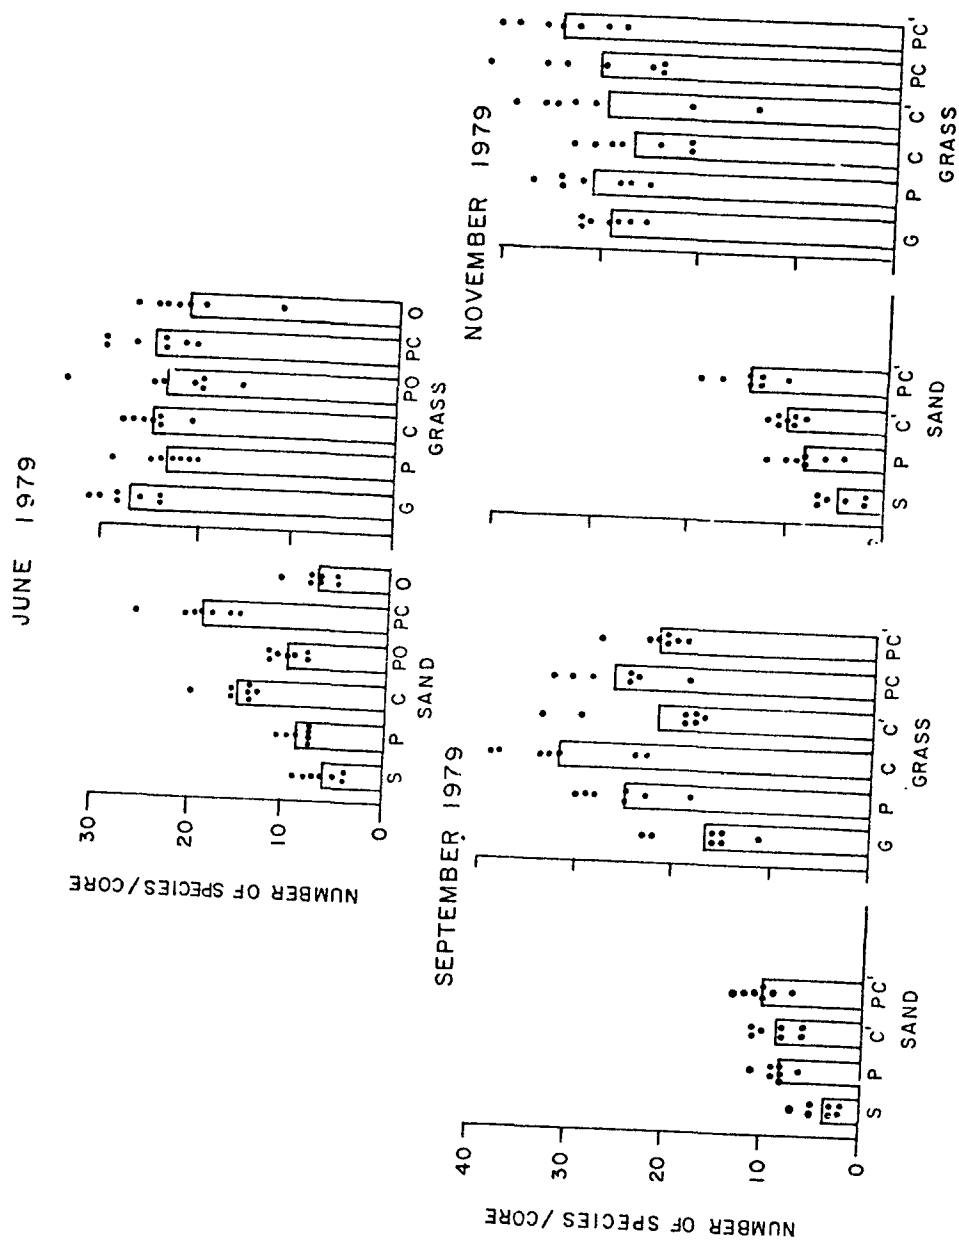 JUNE 1979
NUMBER OF SPECIES/CORE
30
20
10
0
S P C PO PC O
SAND
G P C PO PC O
GRASS
SEPTEMBER 1979
NUMBER OF SPECIES/CORE
40
30
20
10
0
S P C' PC'
SAND
G P C C' PC PC'
GRASS
NOVEMBER 1979
S P C' PC'
SAND
G P C C' PC PC'
GRASS